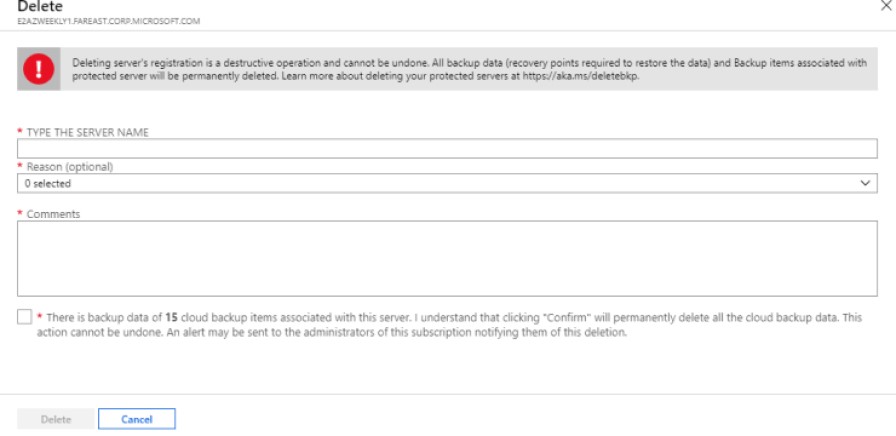 Delete
E2AZWEEKLY1.FAREAST.CORP.MICROSOFT.COM
Deleting server's registration is a destructive operation and cannot be undone. All backup data (recovery points required to restore the data) and Backup items associated with
protected server will be permanently deleted. Learn more about deleting your protected servers at https://aka.ms/deletebkp.
* TYPE THE SERVER NAME
* Reason (optional)
0 selected
* Comments
* There is backup data of 15 cloud backup items associated with this server. I understand that clicking "Confirm" will permanently delete all the cloud backup data. This
action cannot be undone. An alert may be sent to the administrators of this subscription notifying them of this deletion.
Delete
Cancel